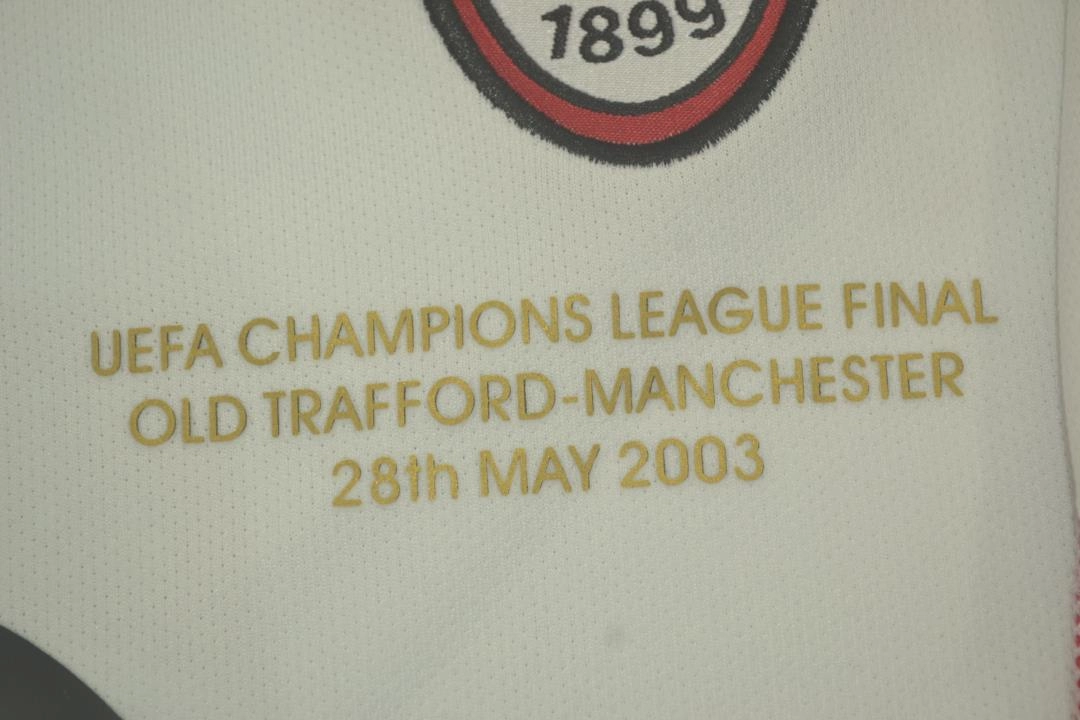 1899
UEFA CHAMPIONS LEAGUE FINAL
OLD TRAFFORD-MANCHESTER
28th MAY 2003